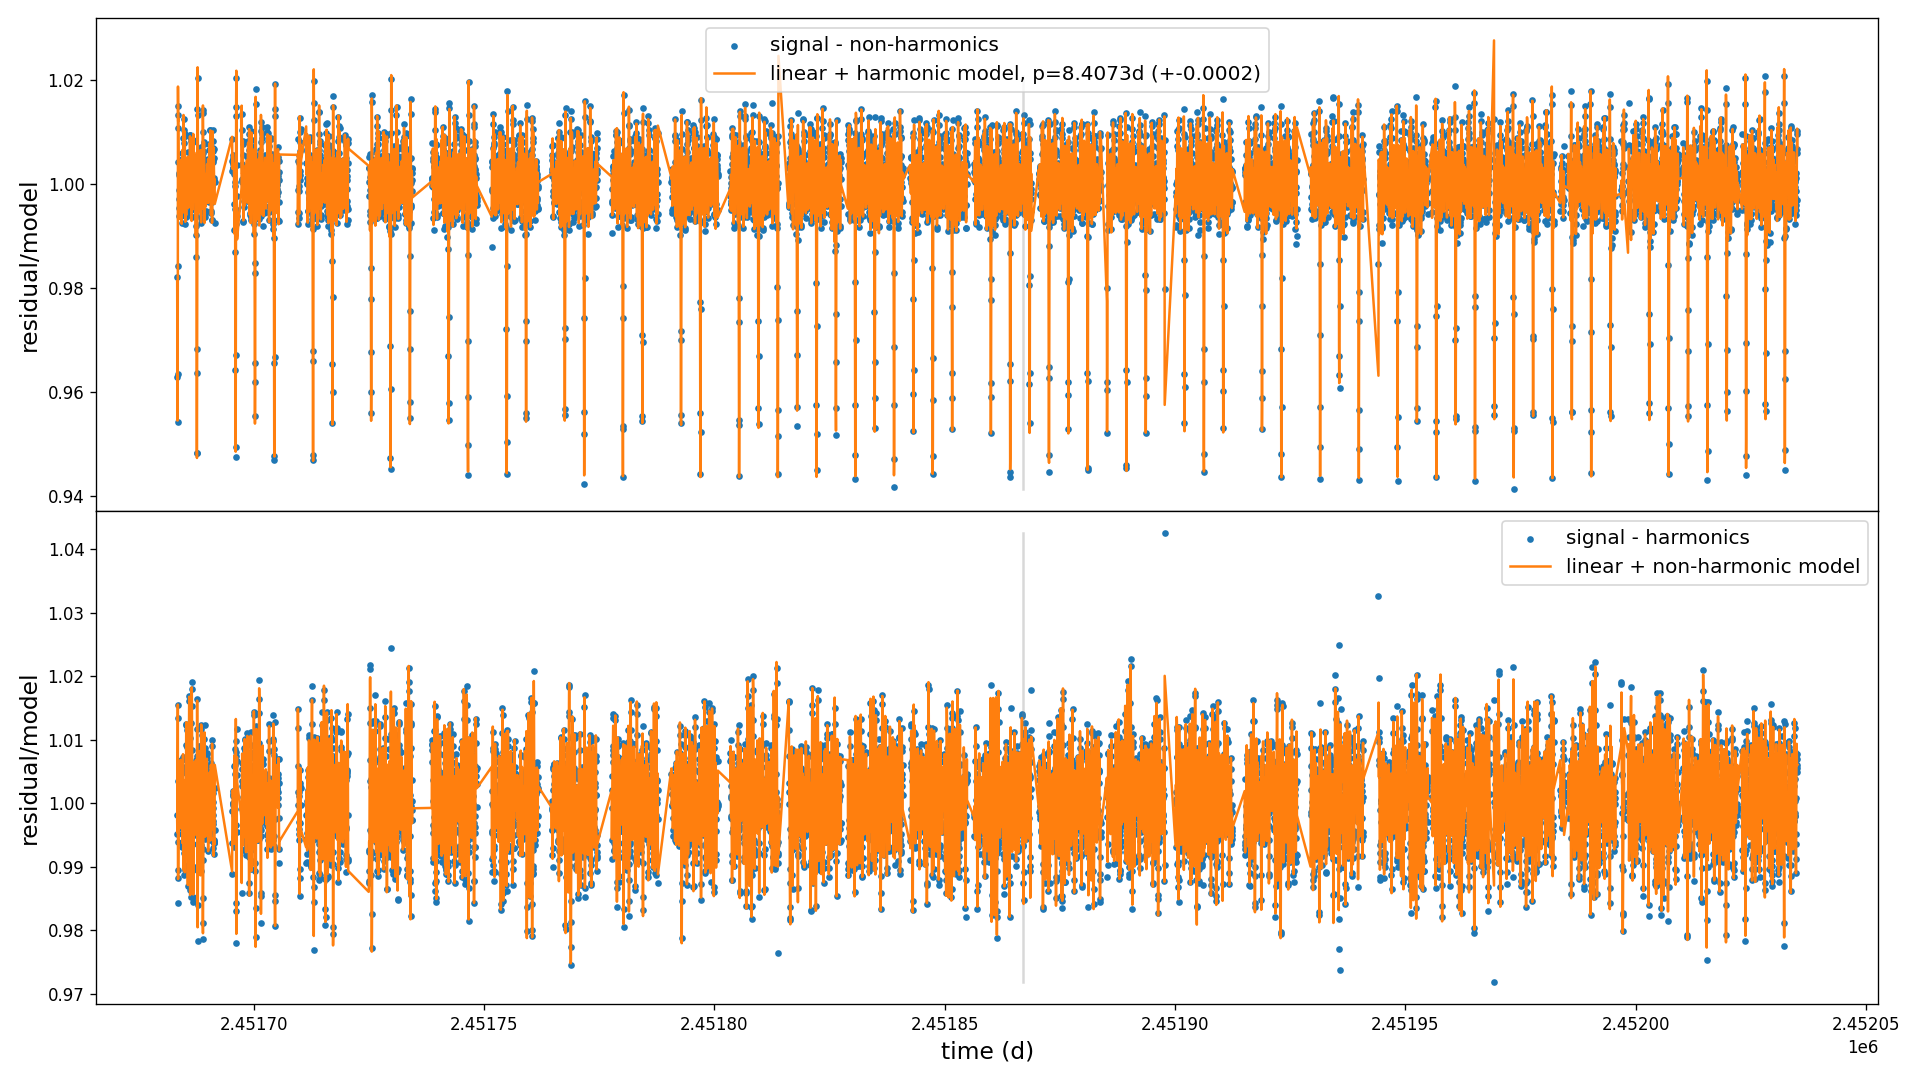 signal - non-harmonics
linear + harmonic model, p=8.4073d (+-0.0002)
1.02
1.00
0.98
0.96
0.94
residual/model
signal - harmonics
linear + non-harmonic model
1.04
1.03
1.02
1.01
1.00
0.99
0.98
0.97
residual/model
2.45170 2.45175 2.45180 2.45185 2.45190 2.45195 2.45200 2.45205
1e6
time (d)